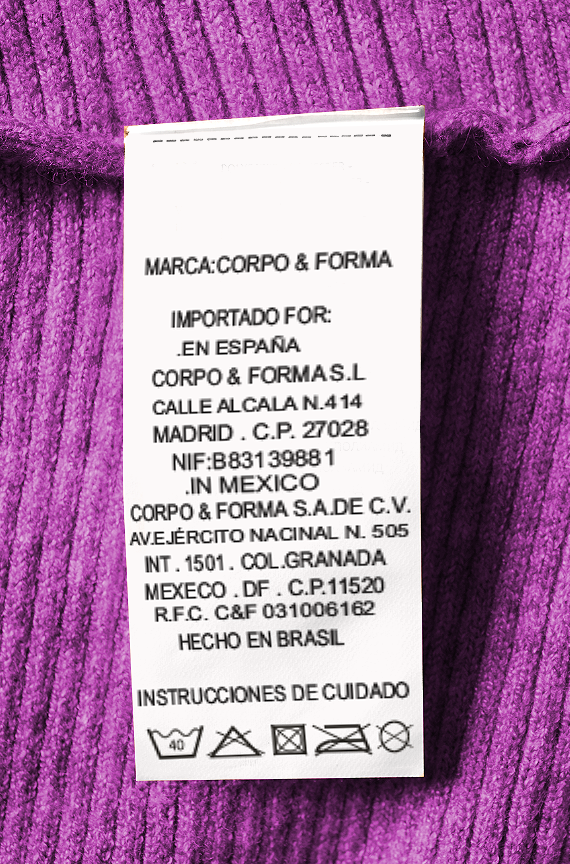 MARCA:CORPO & FORMA
IMPORTADO FOR:
.EN ESPAÑA
CORPO & FORMA S.L
CALLE ALCALA N.414
MADRID . C.P. 27028
NIF:B83139881
.IN MEXICO
CORPO & FORMA S.A.DE C.V.
AV.EJÉRCITO NACINAL N. 505
INT . 1501 . COL.GRANADA
MEXECO . DF . C.P.11520
R.F.C. C&F 031006162
HECHO EN BRASIL
INSTRUCCIONES DE CUIDADO
40